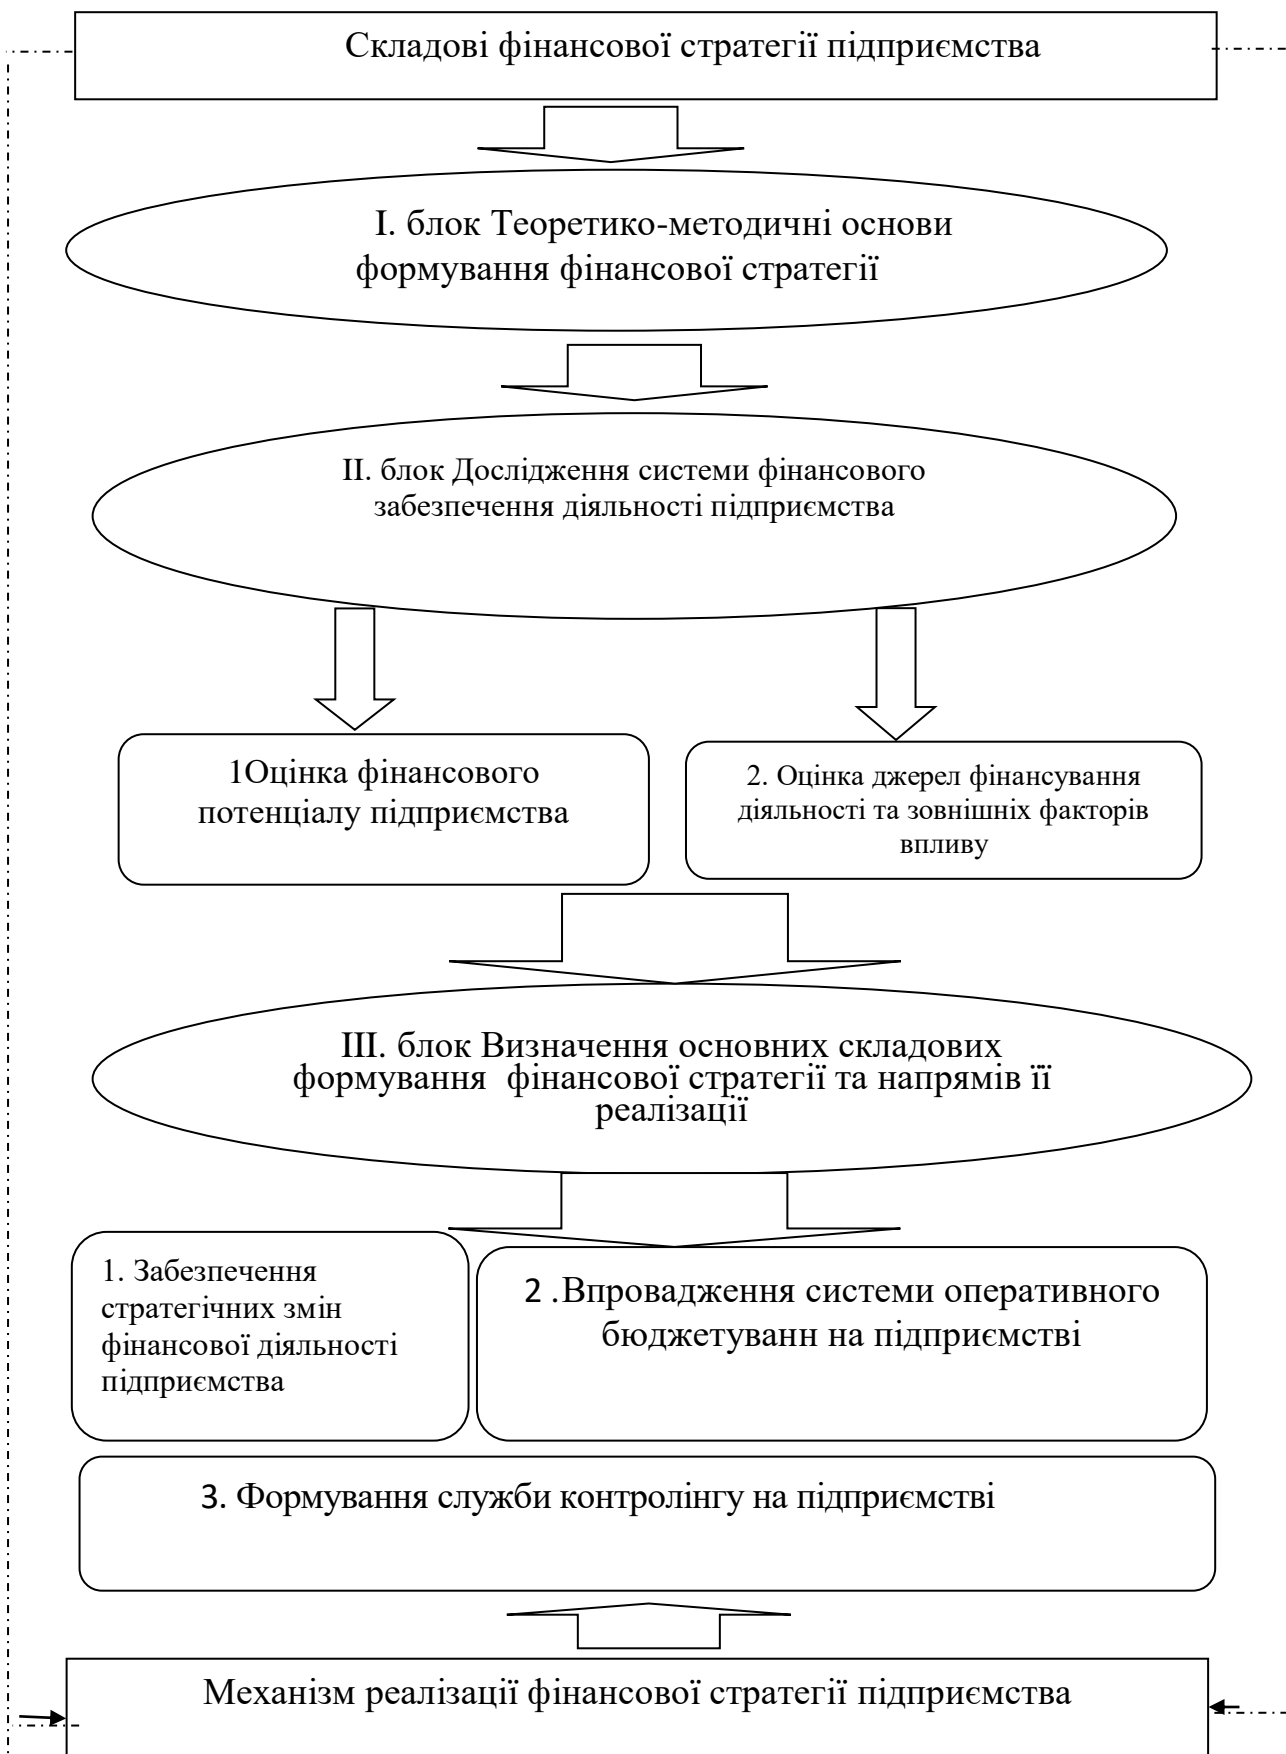 Складові фінансової стратегії підприємства
І. блок Теоретико-методичні основи
формування фінансової стратегії
ІІ. блок Дослідження системи фінансового
забезпечення діяльності підприємства
1Оцінка фінансового
потенціалу підприємства
2. Оцінка джерел фінансування
діяльності та зовнішніх факторів
впливу
ІІІ. блок Визначення основних складових
формування фінансової стратегії та напрямів її
реалізації
1. Забезпечення
стратегічних змін
фінансової діяльності
підприємства
2 .Впровадження системи оперативного
бюджетуванн на підприємстві
3. Формування служби контролінгу на підприємстві
Механізм реалізації фінансової стратегії підприємства